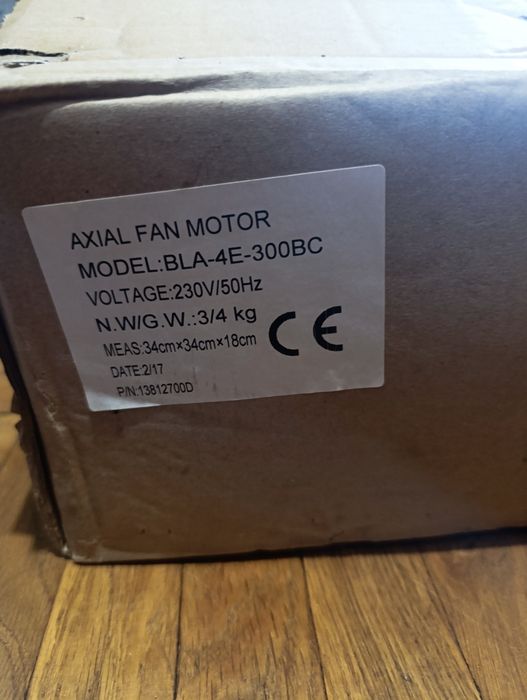 AXIAL FAN MOTOR
MODEL:BLA-4E-300BC
VOLTAGE:230V/50Hz
N.W/G.W.:3/4 kg
MEAS:34cm×34cm×18cm
DATE:2/17
P/N:13812700D
CE